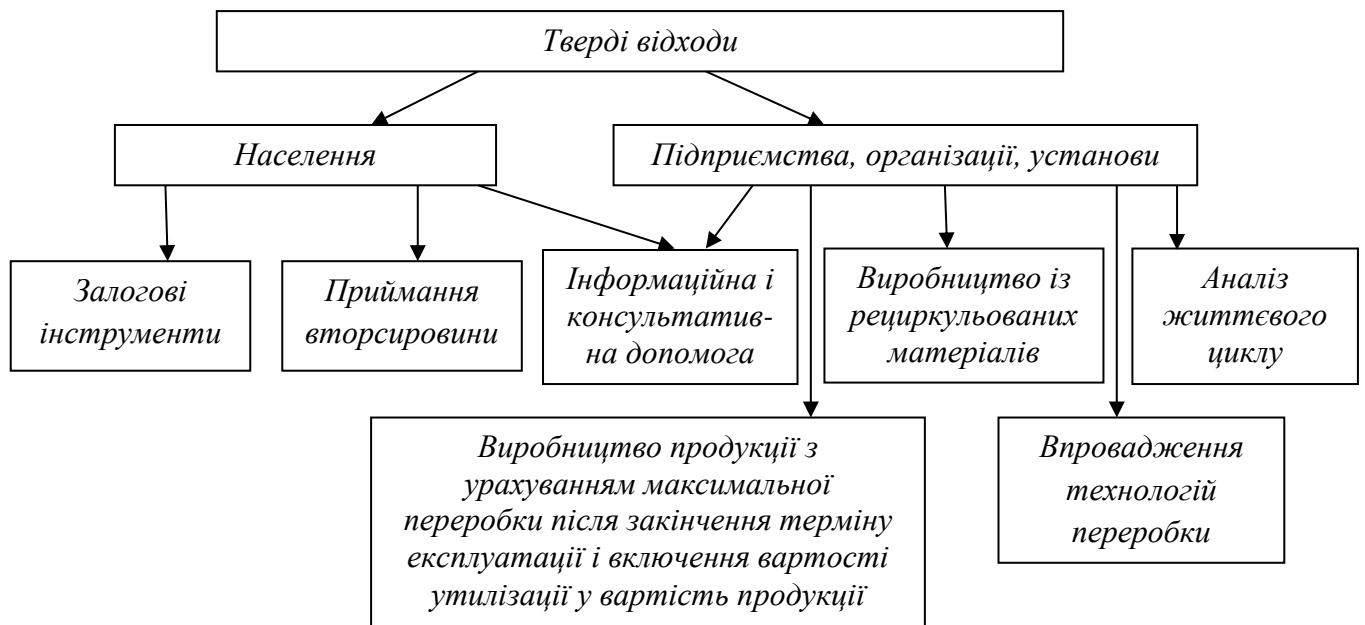 Тверді відходи
Населення
Підприємства, організації, установи
Залогові
інструменти
Приймання
вторсировини
Інформаційна і
консультатив-
на допомога
Виробництво із
рециркульованих
матеріалів
Аналіз
життєвого
циклу
Виробництво продукції з
урахуванням максимальної
переробки після закінчення терміну
експлуатації і включення вартості
утилізації у вартість продукції
Впровадження
технологій
переробки